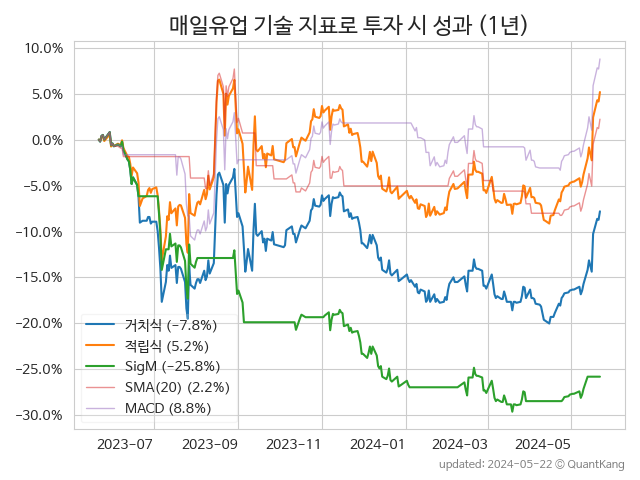 매일유업 기술 지표로 투자 시 성과 (1년)
10.0%
5.0%
0.0%
−5.0%
−10.0%
−15.0%
−20.0%
−25.0%
−30.0%
거치식 (−7.8%)
적립식 (5.2%)
SigM (−25.8%)
SMA(20) (2.2%)
MACD (8.8%)
2023−07 2023−09 2023−11 2024−01 2024−03 2024−05
updated: 2024−05−22 © QuantKang